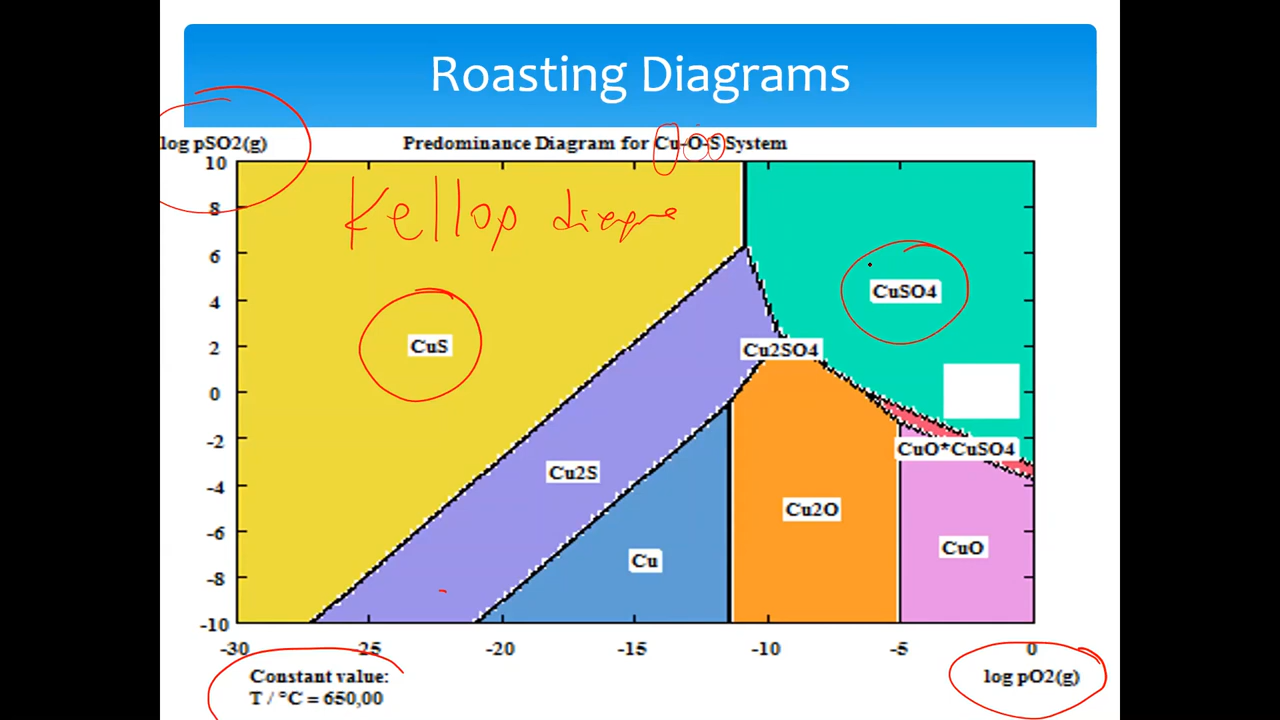 Roasting Diagrams
log pSO2(g)
Predominance Diagram for Cu-O-S System
Kellop diagre
10
8
6
4
2
0
-2
-4
-6
-8
-10
CuS
CuSO4
Cu2SO4
CuO*CuSO4
Cu2S
Cu2O
CuO
Cu
-30
-25
-20
-15
-10
-5
0
Constant value:
T / °C = 650,00
log pO2(g)